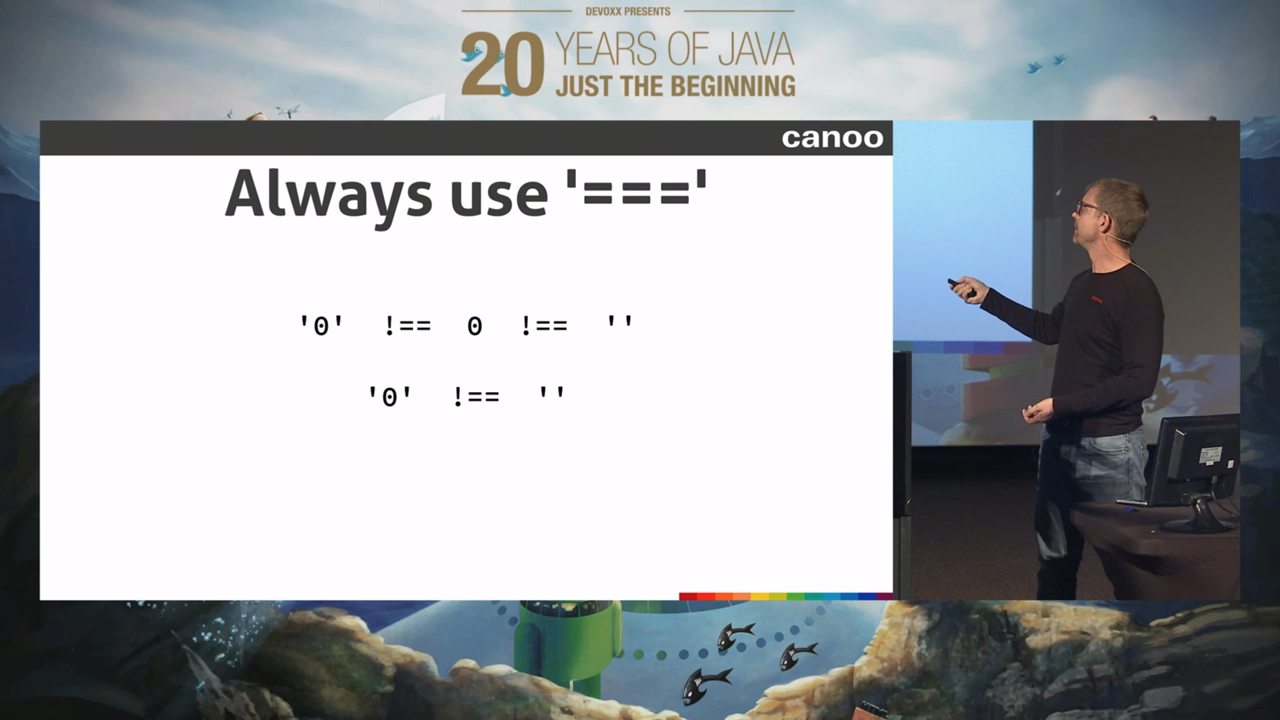 DEVOXX PRESENTS
20 YEARS OF JAVA
JUST THE BEGINNING
canoo
Always use '==='
'0' !== 0 !== ''
'0' !== ''